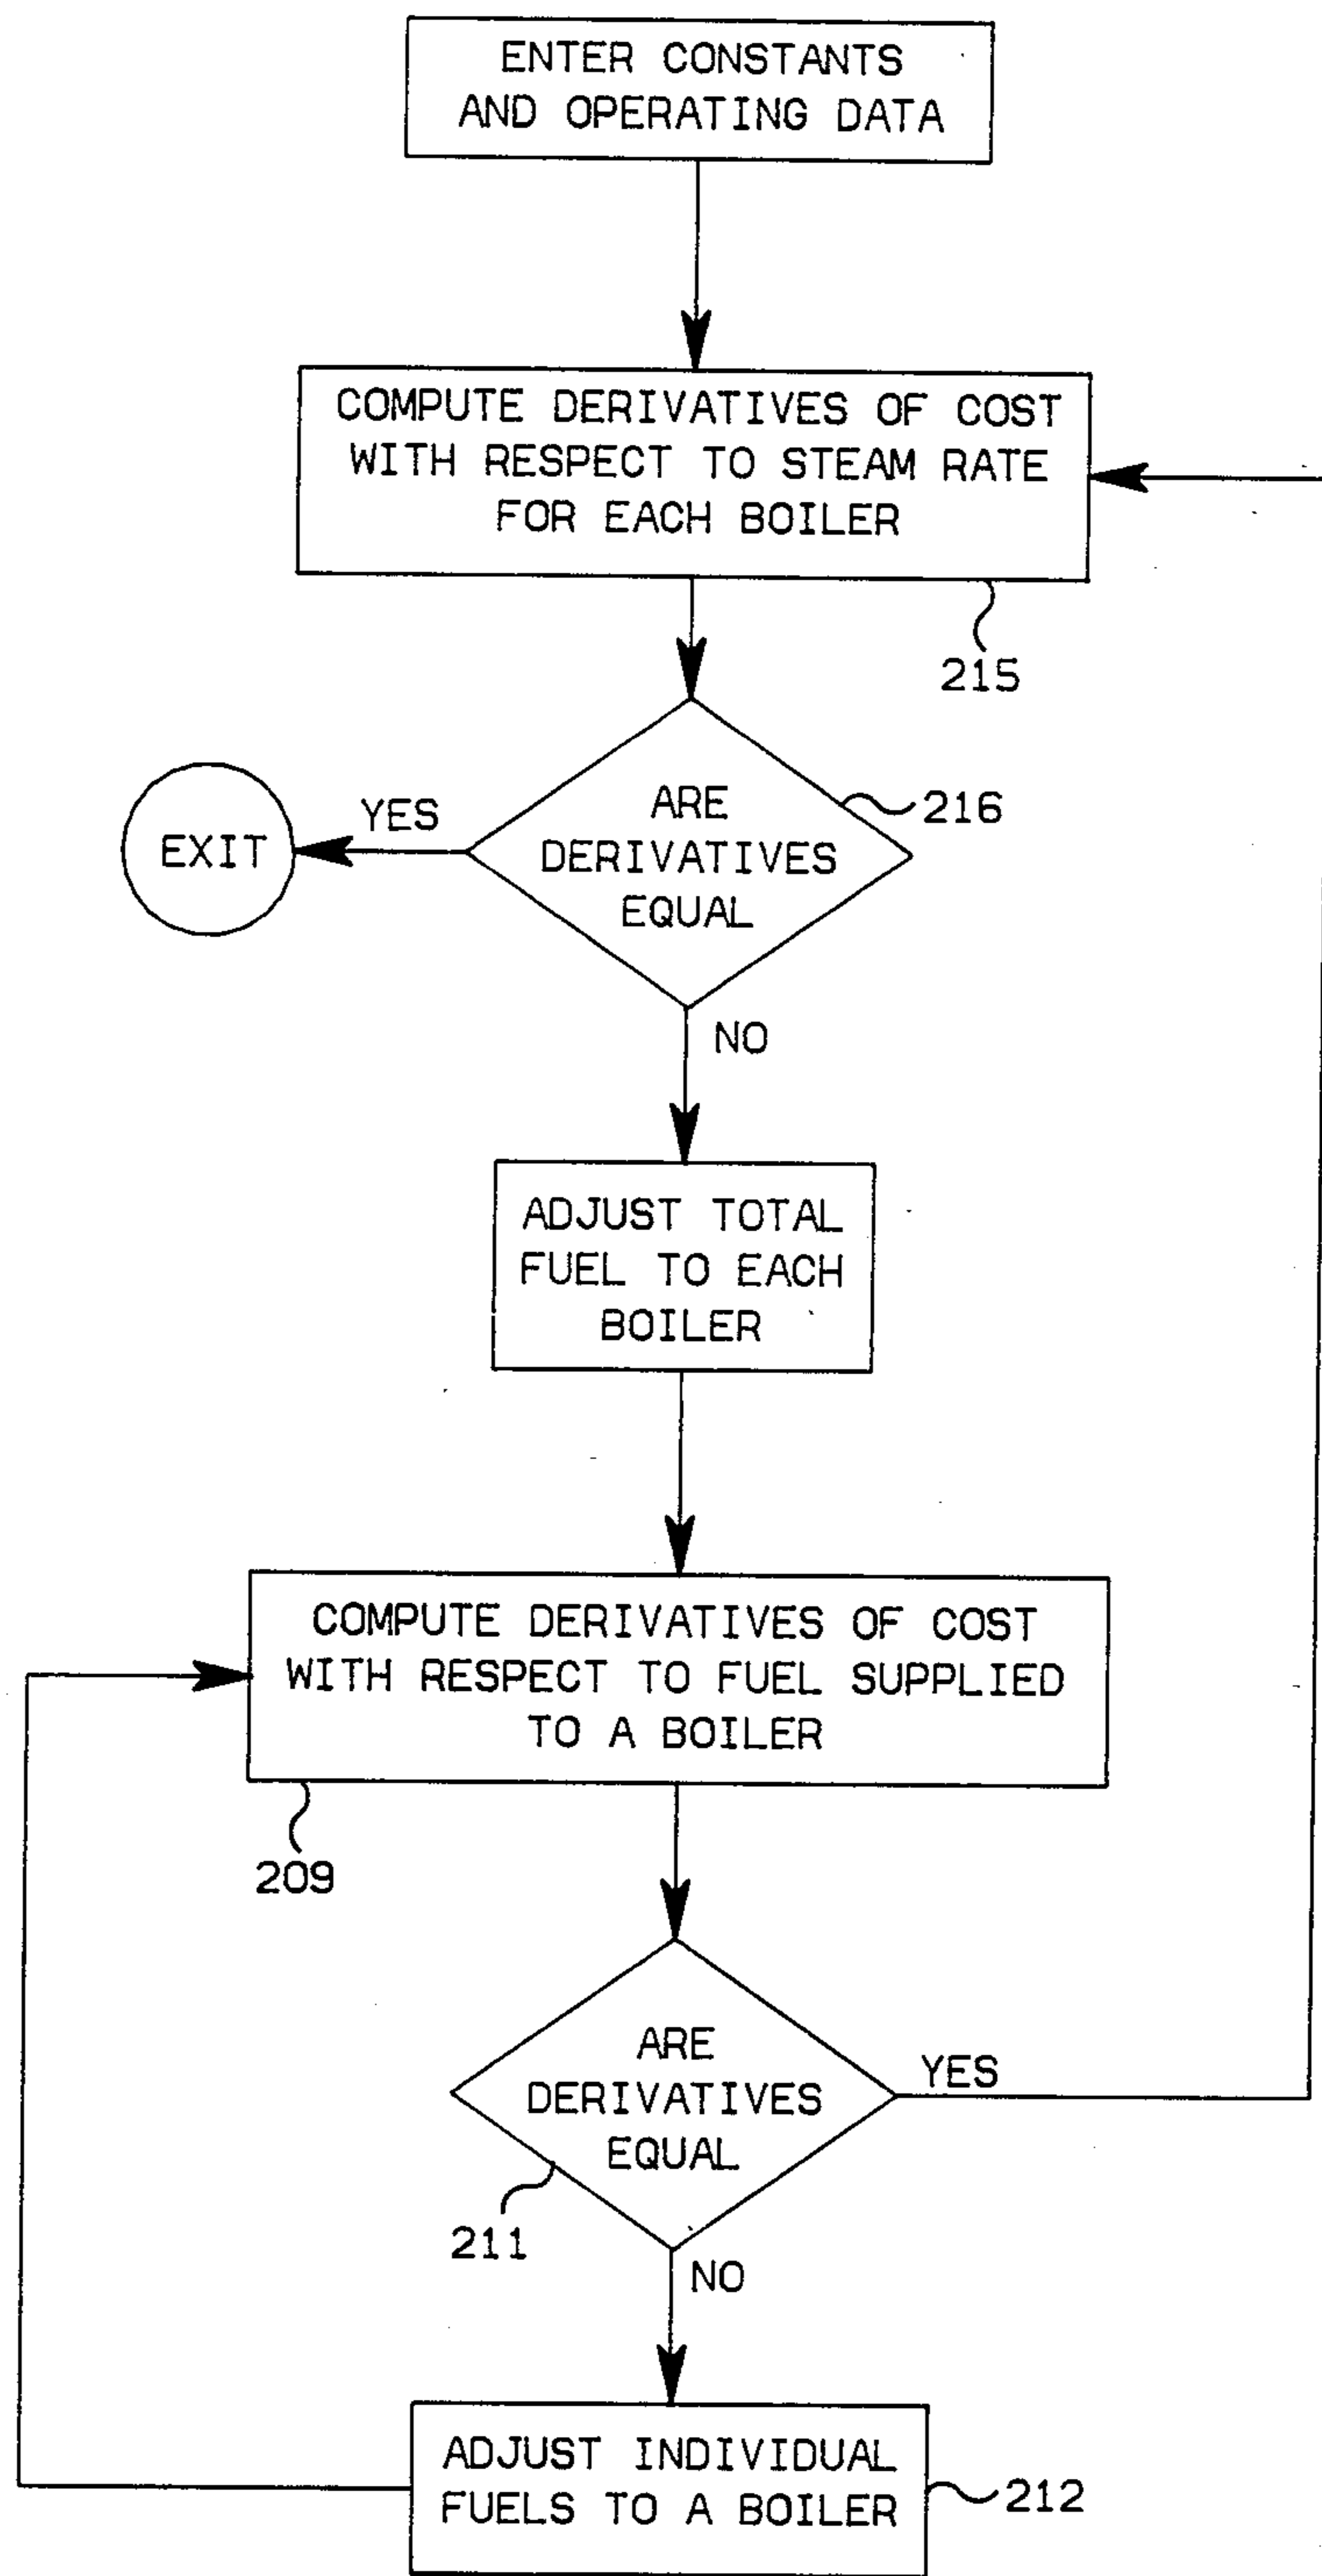 ENTER CONSTANTS
AND OPERATING DATA
COMPUTE DERIVATIVES OF COST
WITH RESPECT TO STEAM RATE
FOR EACH BOILER
215
216
ARE
DERIVATIVES
EQUAL
YES
EXIT
NO
ADJUST TOTAL
FUEL TO EACH
BOILER
COMPUTE DERIVATIVES OF COST
WITH RESPECT TO FUEL SUPPLIED
TO A BOILER
209
ARE
DERIVATIVES
EQUAL
YES
211
NO
ADJUST INDIVIDUAL
FUELS TO A BOILER
212